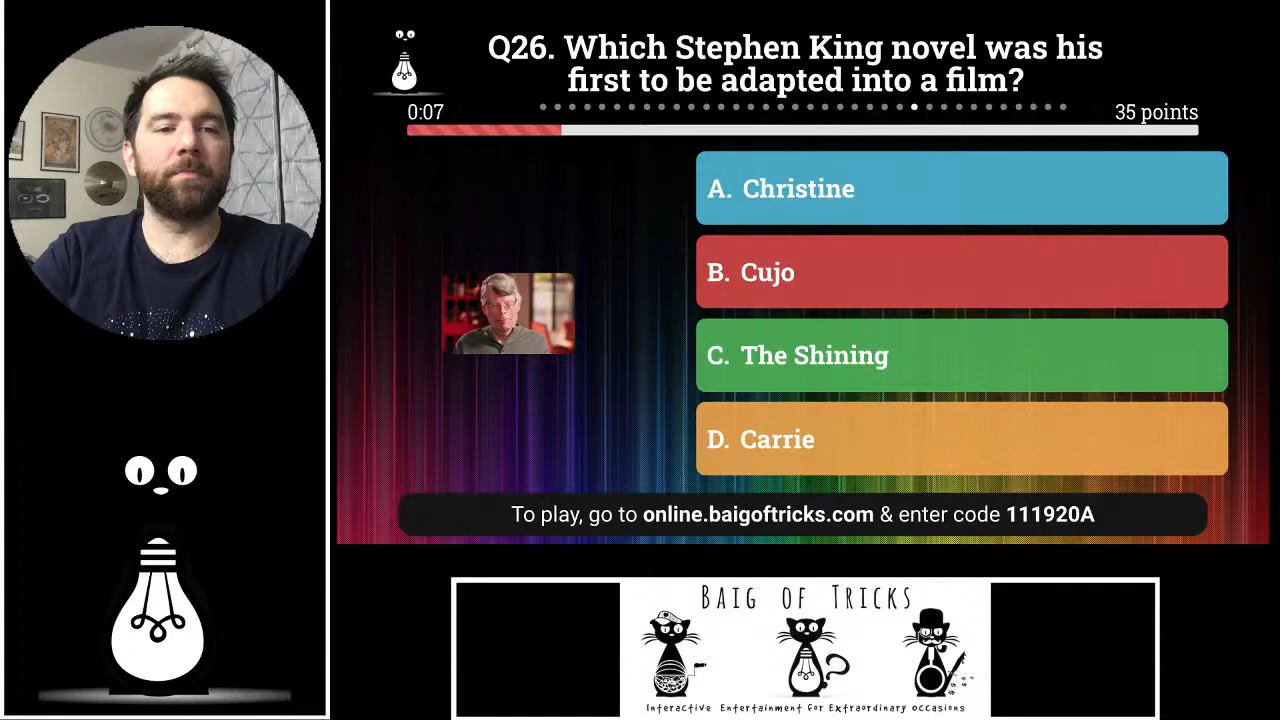 Q26. Which Stephen King novel was his
first to be adapted into a film?
0:07
35 points
A. Christine
B. Cujo
C. The Shining
D. Carrie
To play, go to online.baigoftricks.com & enter code 111920A
BAIG OF TRICKS
Interactive Entertainment for Extraordinary occasions